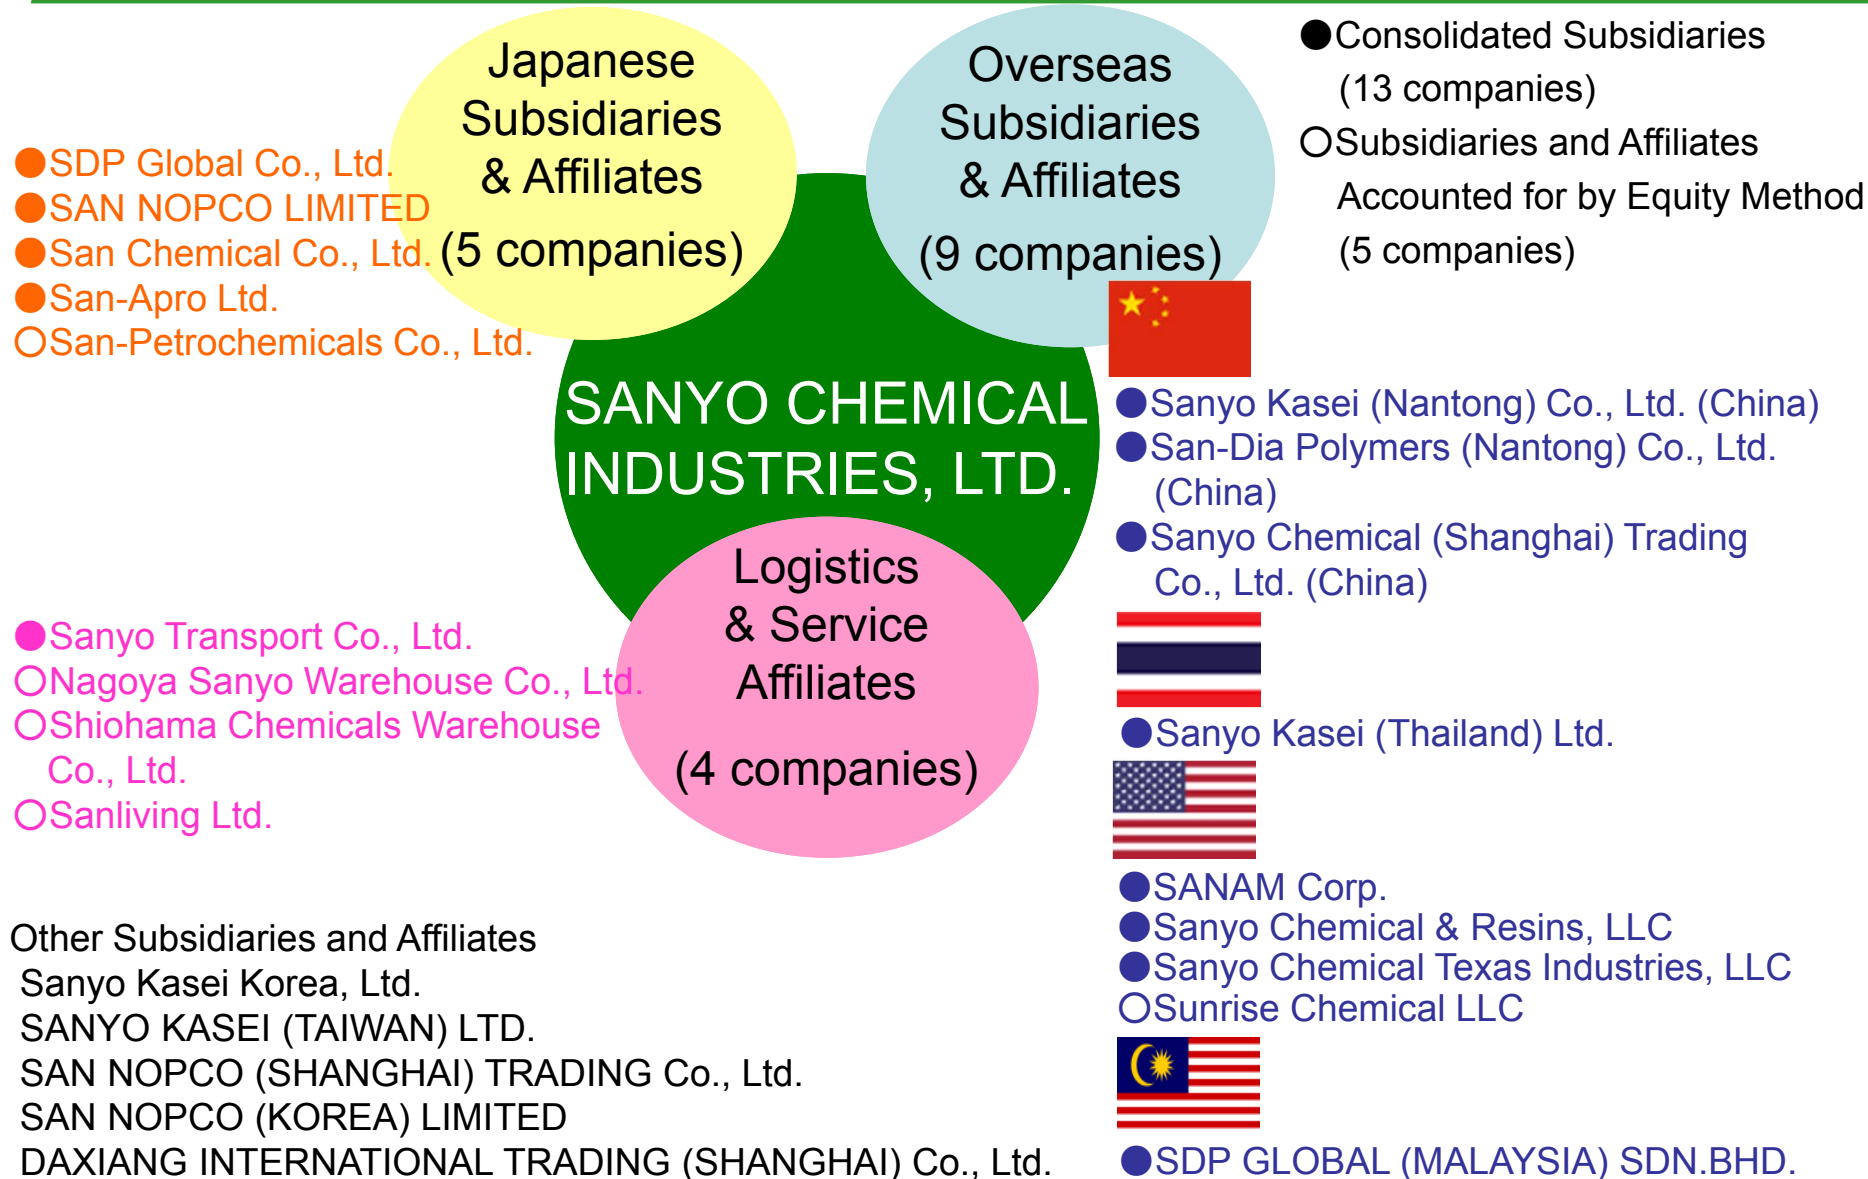 Japanese
Subsidiaries
& Affiliates
(5 companies)
Overseas
Subsidiaries
& Affiliates
(9 companies)
●Consolidated Subsidiaries
(13 companies)
○Subsidiaries and Affiliates
Accounted for by Equity Method
(5 companies)
●SDP Global Co., Ltd.
●SAN NOPCO LIMITED
●San Chemical Co., Ltd.
●San-Apro Ltd.
○San-Petrochemicals Co., Ltd.
SANYO CHEMICAL
INDUSTRIES, LTD.
●Sanyo Kasei (Nantong) Co., Ltd. (China)
●San-Dia Polymers (Nantong) Co., Ltd.
(China)
●Sanyo Chemical (Shanghai) Trading
Co., Ltd. (China)
Logistics
& Service
Affiliates
(4 companies)
●Sanyo Transport Co., Ltd.
○Nagoya Sanyo Warehouse Co., Ltd.
○Shiohama Chemicals Warehouse
Co., Ltd.
○Sanliving Ltd.
●Sanyo Kasei (Thailand) Ltd.
●SANAM Corp.
●Sanyo Chemical & Resins, LLC
●Sanyo Chemical Texas Industries, LLC
○Sunrise Chemical LLC
●SDP GLOBAL (MALAYSIA) SDN.BHD.
Other Subsidiaries and Affiliates
Sanyo Kasei Korea, Ltd.
SANYO KASEI (TAIWAN) LTD.
SAN NOPCO (SHANGHAI) TRADING Co., Ltd.
SAN NOPCO (KOREA) LIMITED
DAXIANG INTERNATIONAL TRADING (SHANGHAI) Co., Ltd.